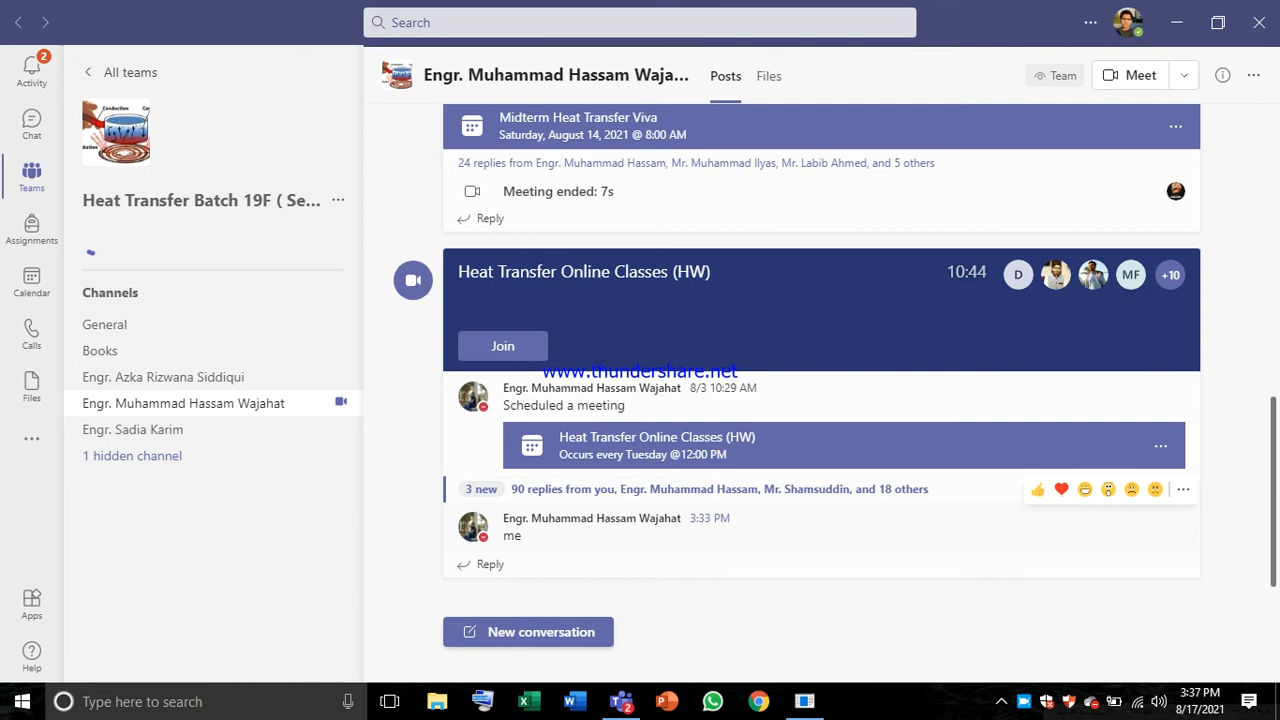 Search
Activity
2
Chat
Teams
Assignments
Calendar
Calls
Files
Apps
Help
All teams
Heat Transfer Batch 19F ( Se...
Channels
General
Books
Engr. Azka Rizwana Siddiqui
Engr. Muhammad Hassam Wajahat
Engr. Sadia Karim
1 hidden channel
Engr. Muhammad Hassam Waja...
Posts
Files
Team
Meet
Midterm Heat Transfer Viva
Saturday, August 14, 2021 @ 8:00 AM
24 replies from Engr. Muhammad Hassam, Mr. Muhammad Ilyas, Mr. Labib Ahmed, and 5 others
Meeting ended: 7s
Reply
Heat Transfer Online Classes (HW)
10:44
D
MF
+10
Join
www.thundershare.net
Engr. Muhammad Hassam Wajahat 8/3 10:29 AM
Scheduled a meeting
Heat Transfer Online Classes (HW)
Occurs every Tuesday @12:00 PM
3 new 90 replies from you, Engr. Muhammad Hassam, Mr. Shamsuddin, and 18 others
Engr. Muhammad Hassam Wajahat 3:33 PM
me
Reply
New conversation
Type here to search
2
3:37 PM
8/17/2021